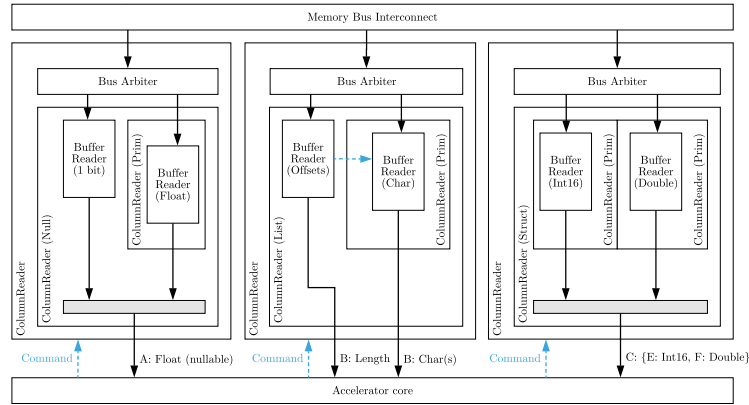 Memory Bus Interconnect
Bus Arbiter
Buffer
Reader
(1 bit)
Buffer
Reader
(Float)
ColumnReader (Prim)
ColumnReader (Null)
ColumnReader
Bus Arbiter
Buffer
Reader
(Offsets)
Buffer
Reader
(Char)
ColumnReader (Prim)
ColumnReader (List)
ColumnReader
Bus Arbiter
Buffer
Reader
(Int16)
ColumnReader (Prim)
Buffer
Reader
(Double)
ColumnReader (Prim)
ColumnReader (Struct)
ColumnReader
Command
A: Float (nullable)
Command
B: Length
B: Char(s)
Command
C: {E: Int16, F: Double}
Accelerator core